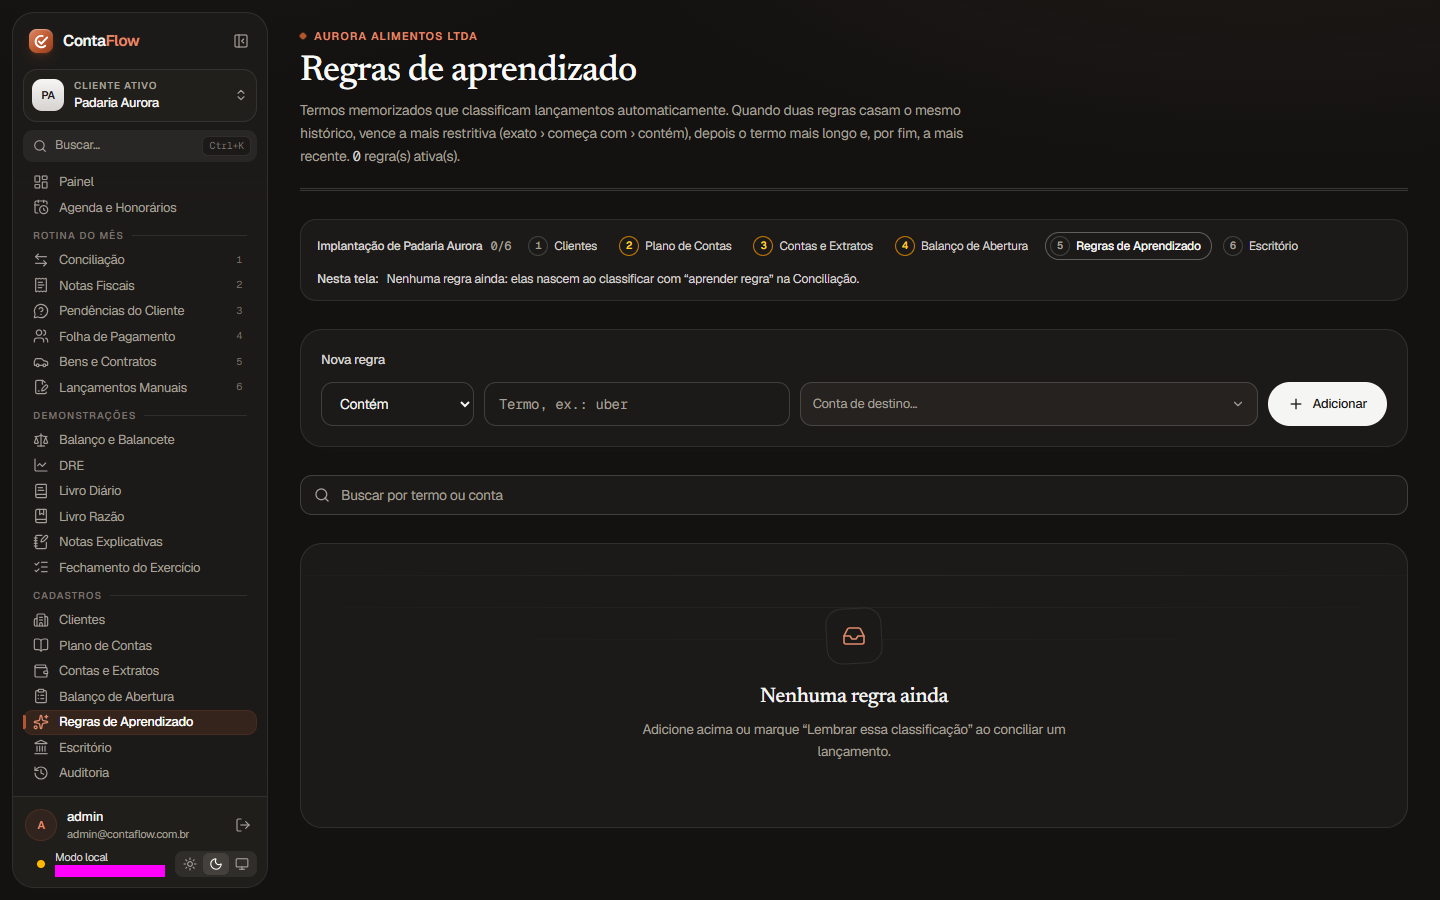 ContaFlow
PA
CLIENTE ATIVO
Padaria Aurora
Buscar...
Ctrl+K
Painel
Agenda e Honorários
ROTINA DO MÊS
Conciliação 1
Notas Fiscais 2
Pendências do Cliente 3
Folha de Pagamento 4
Bens e Contratos 5
Lançamentos Manuais 6
DEMONSTRAÇÕES
Balanço e Balancete
DRE
Livro Diário
Livro Razão
Notas Explicativas
Fechamento do Exercício
CADASTROS
Clientes
Plano de Contas
Contas e Extratos
Balanço de Abertura
Regras de Aprendizado
Escritório
Auditoria
A
admin
admin@contaflow.com.br
Modo local
AURORA ALIMENTOS LTDA
Regras de aprendizado
Termos memorizados que classificam lançamentos automaticamente. Quando duas regras casam o mesmo
histórico, vence a mais restritiva (exato › começa com › contém), depois o termo mais longo e, por fim, a mais
recente. 0 regra(s) ativa(s).
Implantação de Padaria Aurora 0/6 1 Clientes 2 Plano de Contas 3 Contas e Extratos 4 Balanço de Abertura 5 Regras de Aprendizado 6 Escritório
Nesta tela: Nenhuma regra ainda: elas nascem ao classificar com “aprender regra” na Conciliação.
Nova regra
Contém
Termo, ex.: uber
Conta de destino...
Adicionar
Buscar por termo ou conta
Nenhuma regra ainda
Adicione acima ou marque “Lembrar essa classificação” ao conciliar um
lançamento.